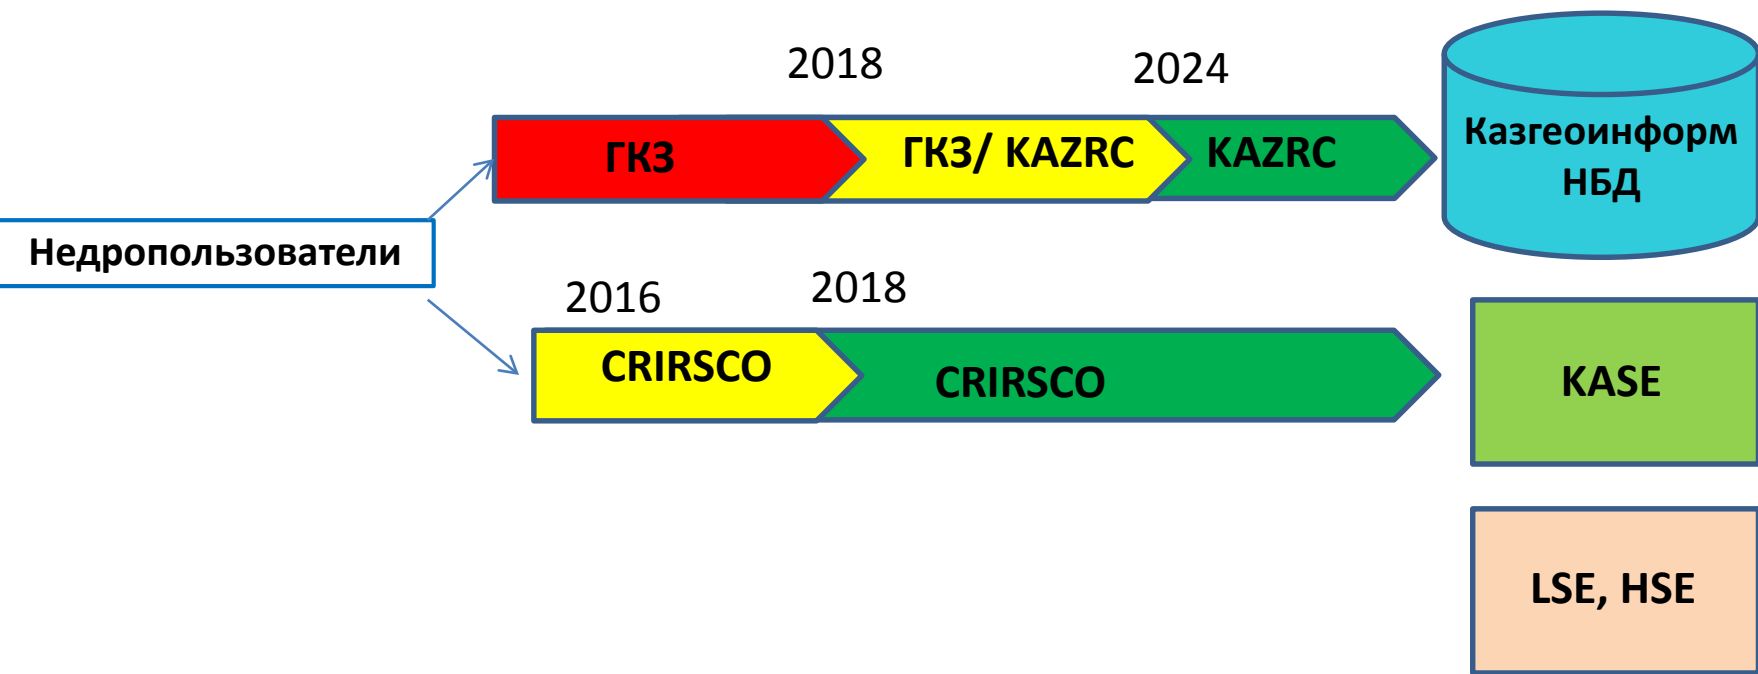 2018
2024
ГКЗ
ГКЗ/ KAZRC
KAZRC
Казгеоинформ
НБД
Недропользователи
2016
2018
CRIRSCO
CRIRSCO
KASE
LSE, HSE